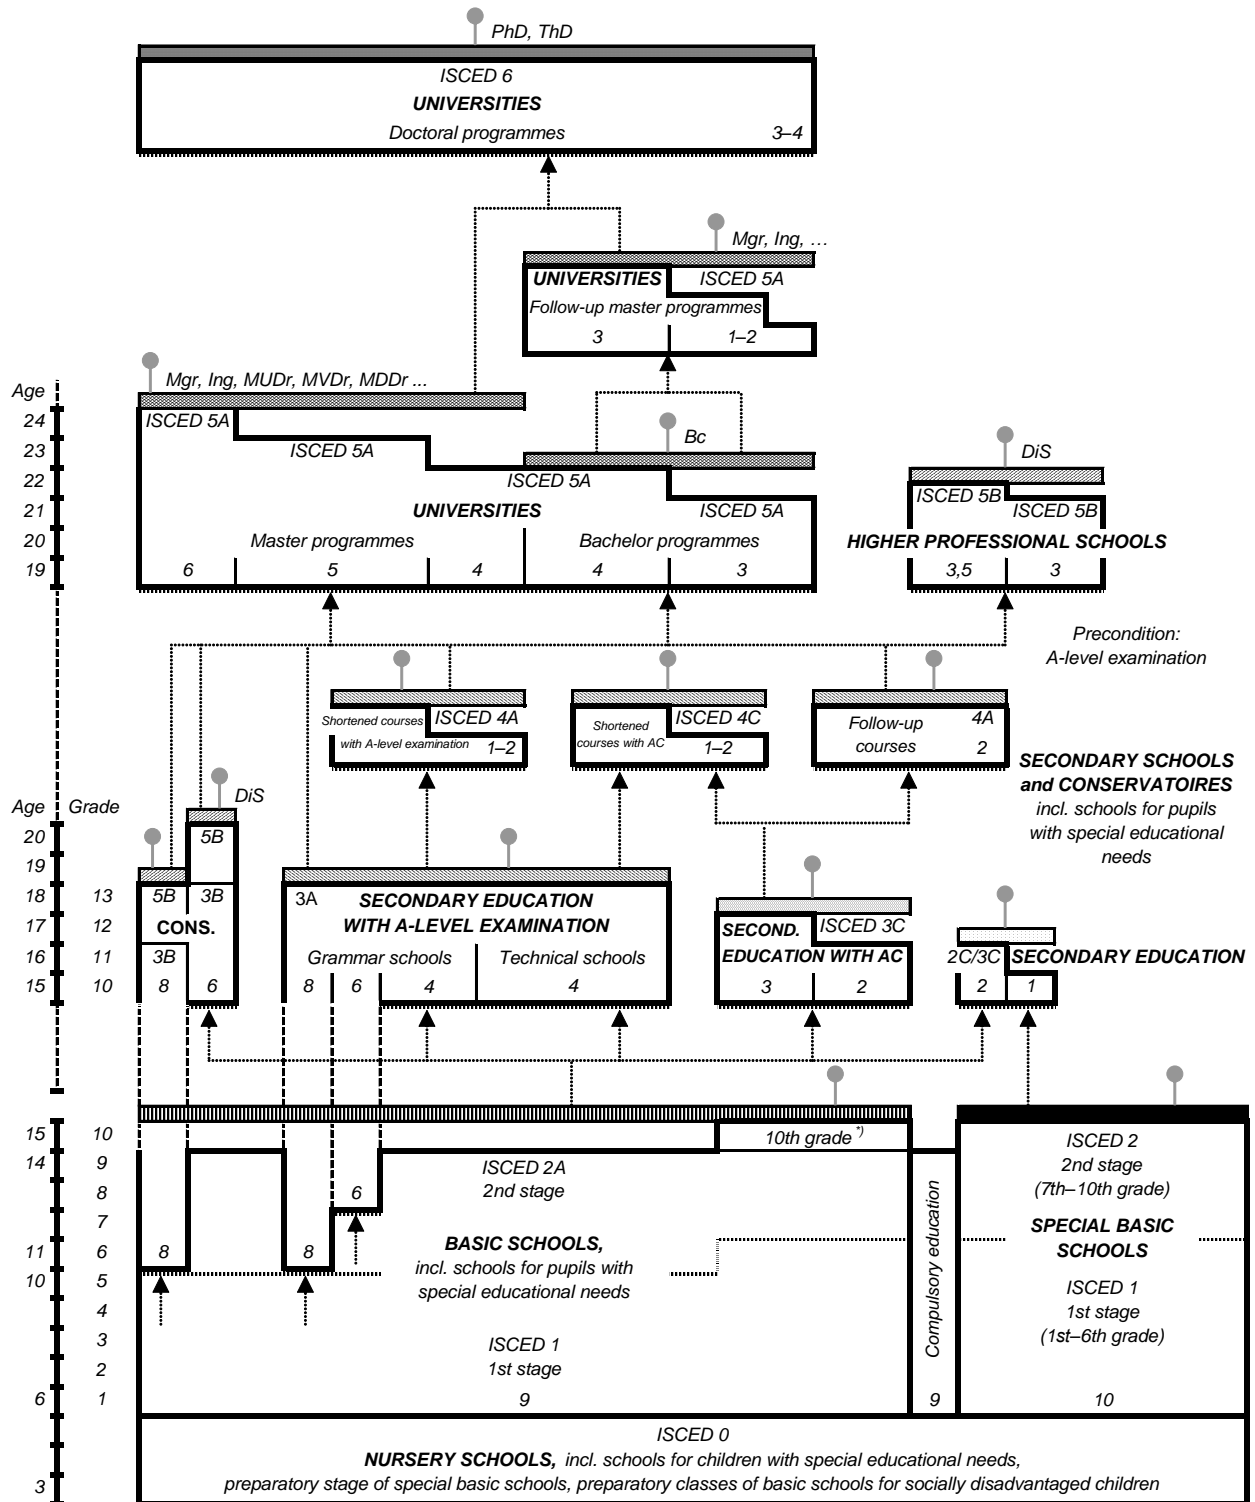 PhD, ThD
ISCED 6
UNIVERSITIES
Doctoral programmes 3–4
Mgr, Ing, …
UNIVERSITIES ISCED 5A
Follow-up master programmes
3 1–2
Mgr, Ing, MUDr, MVDr, MDDr ...
Age
24 ISCED 5A
Bc
23 ISCED 5A
DiS
22 ISCED 5A
ISCED 5B
21 UNIVERSITIES ISCED 5A ISCED 5B
20 Master programmes Bachelor programmes HIGHER PROFESSIONAL SCHOOLS
19 6 5 4 4 3 3,5 3
Precondition:
A-level examination
Shortened courses ISCED 4A
with A-level examination 1–2
Shortened ISCED 4C
courses with AC 1–2
Follow-up 4A
courses 2
SECONDARY SCHOOLS
and CONSERVATOIRES
incl. schools for pupils
with special educational
needs
DiS
Age Grade
20 5B
19
18 13 5B 3B 3A SECONDARY EDUCATION
17 12 CONS. WITH A-LEVEL EXAMINATION SECOND. ISCED 3C
16 11 3B Grammar schools Technical schools EDUCATION WITH AC 2C/3C SECONDARY EDUCATION
15 10 8 6 8 6 4 4 3 2 2 1
15 10 10th grade *) ISCED 2
14 9 ISCED 2A 2nd stage
8 6 2nd stage (7th–10th grade)
7
SPECIAL BASIC
11 6 8 8 BASIC SCHOOLS, SCHOOLS
incl. schools for pupils with
10 5 special educational needs ISCED 1
4 1st stage
3 ISCED 1 (1st–6th grade)
2 1st stage
Compulsory education
6 1 9 9 10
ISCED 0
NURSERY SCHOOLS, incl. schools for children with special educational needs,
3 preparatory stage of special basic schools, preparatory classes of basic schools for socially disadvantaged children